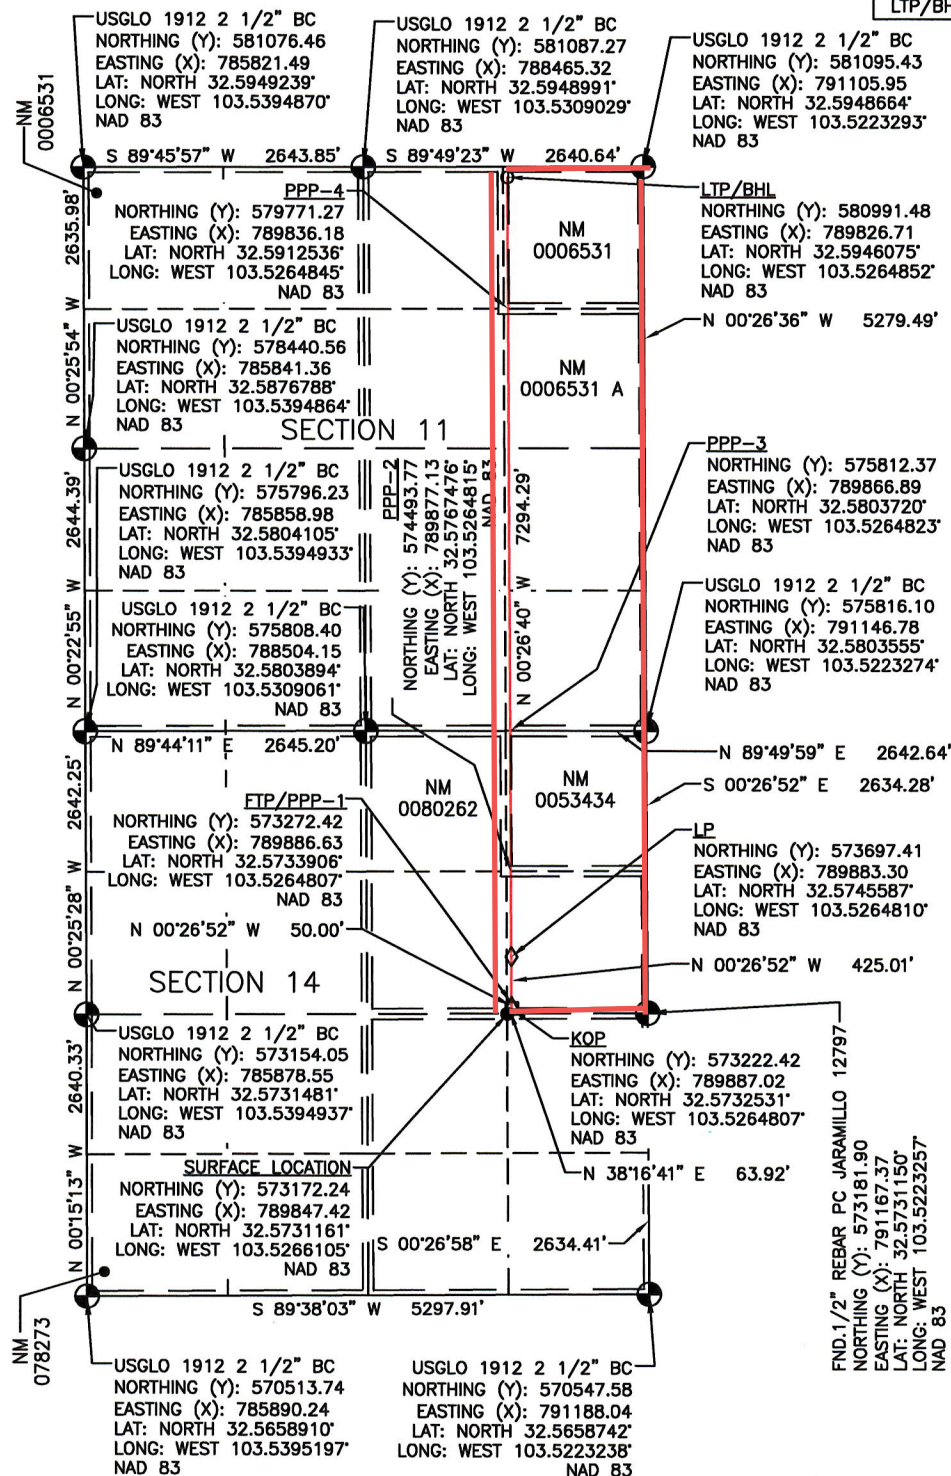 LTP/BHL
USGLO 1912 2 1/2" BC
NORTHING (Y): 581076.46
EASTING (X): 785821.49
LAT: NORTH 32.5949239°
LONG: WEST 103.5394870°
NAD 83
USGLO 1912 2 1/2" BC
NORTHING (Y): 581087.27
EASTING (X): 788465.32
LAT: NORTH 32.5948991°
LONG: WEST 103.5309029°
NAD 83
USGLO 1912 2 1/2" BC
NORTHING (Y): 581095.43
EASTING (X): 791105.95
LAT: NORTH 32.5948664°
LONG: WEST 103.5223293°
NAD 83
NM
0006531
S 89°45'57" W 2643.85'
S 89°49'23" W 2640.64'
PPP-4
NORTHING (Y): 579771.27
EASTING (X): 789836.18
LAT: NORTH 32.5912536°
LONG: WEST 103.5264845°
NAD 83
NM
0006531
LTP/BHL
NORTHING (Y): 580991.48
EASTING (X): 789826.71
LAT: NORTH 32.5946075°
LONG: WEST 103.5264852°
NAD 83
N 00°25'54" W 2635.98'
N 00°26'36" W 5279.49'
USGLO 1912 2 1/2" BC
NORTHING (Y): 578440.56
EASTING (X): 785841.36
LAT: NORTH 32.5876788°
LONG: WEST 103.5394864°
NAD 83
NM
0006531 A
SECTION 11
PPP-2
NORTHING (Y): 574493.77
EASTING (X): 789877.13
LAT: NORTH 32.5767476°
LONG: WEST 103.5264815°
NAD 83
N 00°26'40" W 7294.29'
PPP-3
NORTHING (Y): 575812.37
EASTING (X): 789866.89
LAT: NORTH 32.5803720°
LONG: WEST 103.5264823°
NAD 83
N 00°22'55" W 2644.39'
USGLO 1912 2 1/2" BC
NORTHING (Y): 575796.23
EASTING (X): 785858.98
LAT: NORTH 32.5804105°
LONG: WEST 103.5394933°
NAD 83
USGLO 1912 2 1/2" BC
NORTHING (Y): 575808.40
EASTING (X): 788504.15
LAT: NORTH 32.5803894°
LONG: WEST 103.5309061°
NAD 83
USGLO 1912 2 1/2" BC
NORTHING (Y): 575816.10
EASTING (X): 791146.78
LAT: NORTH 32.5803555°
LONG: WEST 103.5223274°
NAD 83
N 89°44'11" E 2645.20'
N 89°49'59" E 2642.64'
S 00°26'52" E 2634.28'
N 00°25'28" W 2642.25'
NM
0080262
NM
0053434
FTP/PPP-1
NORTHING (Y): 573272.42
EASTING (X): 789886.63
LAT: NORTH 32.5733906°
LONG: WEST 103.5264807°
NAD 83
LP
NORTHING (Y): 573697.41
EASTING (X): 789883.30
LAT: NORTH 32.5745587°
LONG: WEST 103.5264810°
NAD 83
N 00°26'52" W 50.00'
N 00°26'52" W 425.01'
SECTION 14
USGLO 1912 2 1/2" BC
NORTHING (Y): 573154.05
EASTING (X): 785878.55
LAT: NORTH 32.5731481°
LONG: WEST 103.5394937°
NAD 83
KOP
NORTHING (Y): 573222.42
EASTING (X): 789887.02
LAT: NORTH 32.5732531°
LONG: WEST 103.5264807°
NAD 83
FND.1/2" REBAR PC JARAMILLO 12797
NORTHING (Y): 573181.90
EASTING (X): 791167.37
LAT: NORTH 32.5731150°
LONG: WEST 103.5223257°
NAD 83
N 00°15'13" W 2640.33'
SURFACE LOCATION
NORTHING (Y): 573172.24
EASTING (X): 789847.42
LAT: NORTH 32.5731161°
LONG: WEST 103.5266105°
NAD 83
N 38°16'41" E 63.92'
S 00°26'58" E 2634.41'
S 89°38'03" W 5297.91'
NM
078273
USGLO 1912 2 1/2" BC
NORTHING (Y): 570513.74
EASTING (X): 785890.24
LAT: NORTH 32.5658910°
LONG: WEST 103.5395197°
NAD 83
USGLO 1912 2 1/2" BC
NORTHING (Y): 570547.58
EASTING (X): 791188.04
LAT: NORTH 32.5658742°
LONG: WEST 103.5223238°
NAD 83